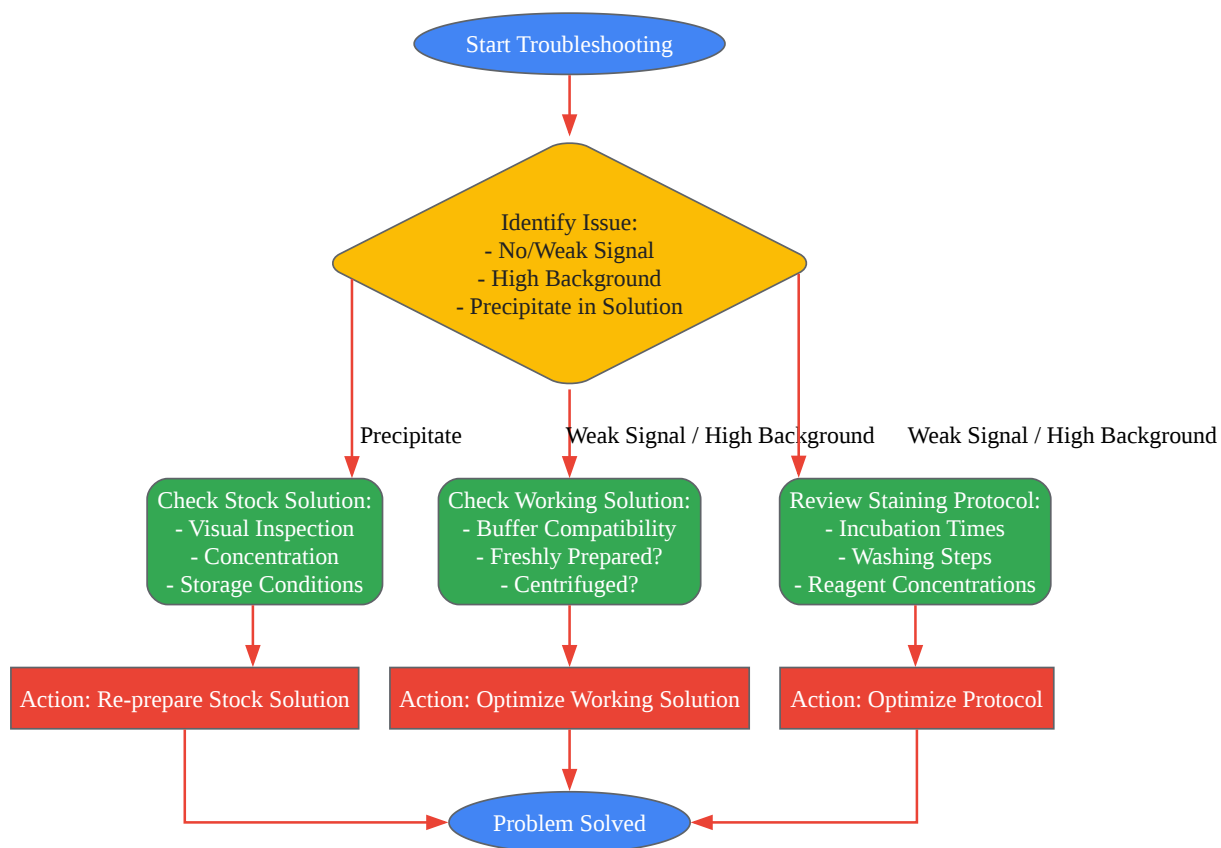 Start Troubleshooting
Identify Issue:
- No/Weak Signal
- High Background
- Precipitate in Solution
Precipitate
Weak Signal / High Background
Weak Signal / High Background
Check Stock Solution:
- Visual Inspection
- Concentration
- Storage Conditions
Check Working Solution:
- Buffer Compatibility
- Freshly Prepared?
- Centrifuged?
Review Staining Protocol:
- Incubation Times
- Washing Steps
- Reagent Concentrations
Action: Re-prepare Stock Solution
Action: Optimize Working Solution
Action: Optimize Protocol
Problem Solved